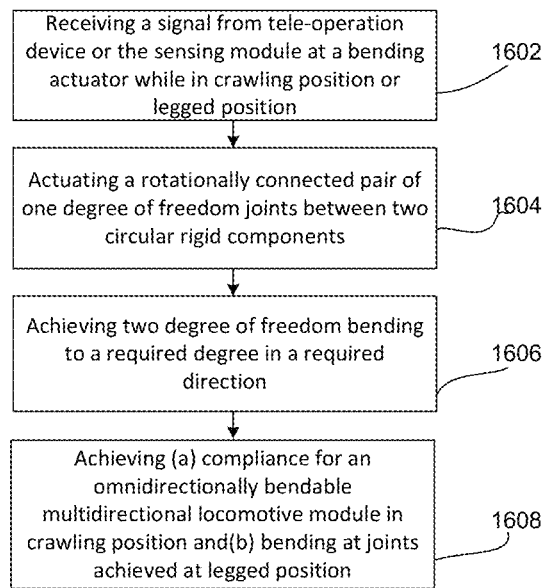 Receiving a signal from tele-operation
device or the sensing module at a bending
actuator while in crawling position or
legged position
1602
Actuating a rotationally connected pair of
one degree of freedom joints between two
circular rigid components
1604
Achieving two degree of freedom bending
to a required degree in a required
direction
1606
Achieving (a) compliance for an
omnidirectionally bendable
multidirectional locomotive module in
crawling position and(b) bending at joints
achieved at legged position
1608